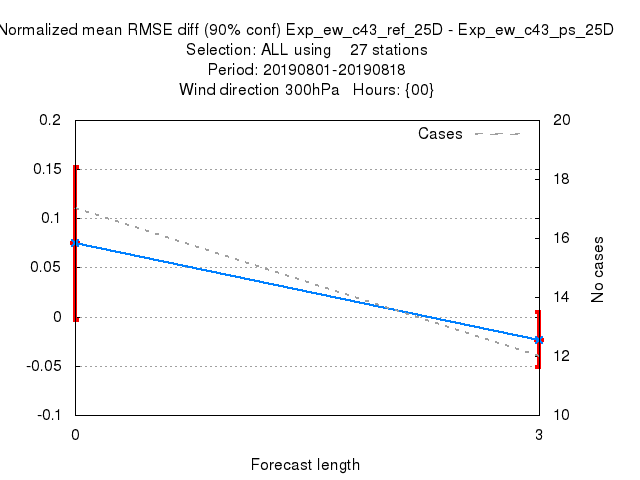 Normalized mean RMSE diff (90% conf) Exp_ew_c43_ref_25D - Exp_ew_c43_ps_25D
Selection: ALL using 27 stations
Period: 20190801-20190818
Wind direction 300hPa Hours: {00}
Cases
0.2
0.15
0.1
0.05
0
-0.05
-0.1
20
18
16
14
12
10
No cases
0 3
Forecast length